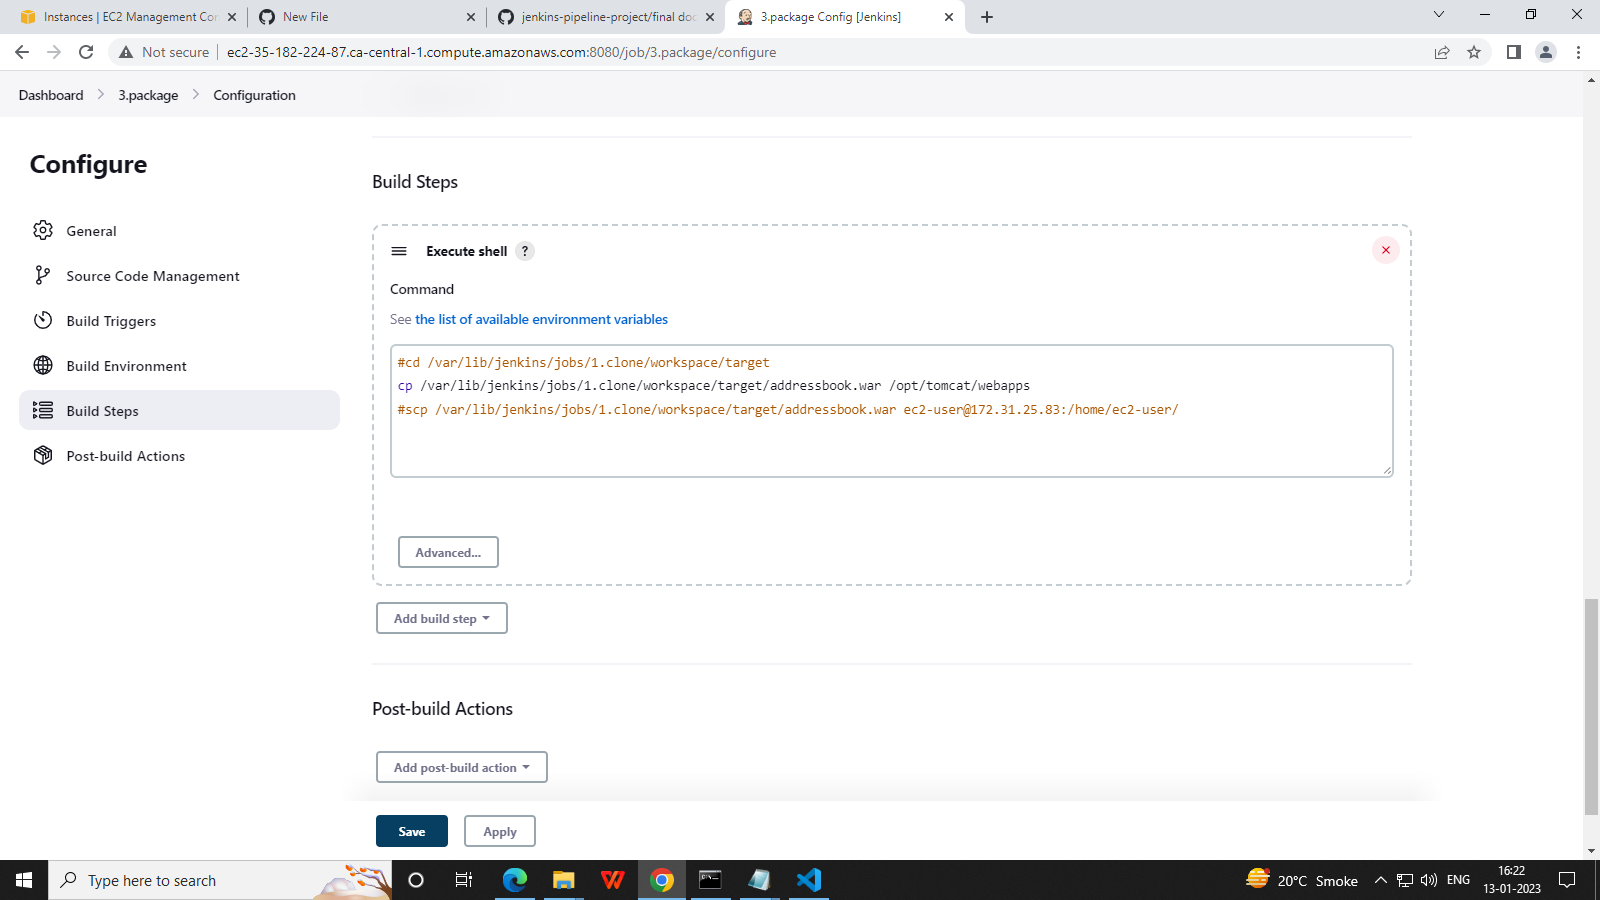 Instances | EC2 Management Con
New File
jenkins-pipeline-project/final doc
3.package Config [Jenkins]
Not secure
ec2-35-182-224-87.ca-central-1.compute.amazonaws.com:8080/job/3.package/configure
Dashboard
3.package
Configuration
Configure
General
Source Code Management
Build Triggers
Build Environment
Build Steps
Post-build Actions
Build Steps
Execute shell ?
Command
See the list of available environment variables
#cd /var/lib/jenkins/jobs/1.clone/workspace/target
cp /var/lib/jenkins/jobs/1.clone/workspace/target/addressbook.war /opt/tomcat/webapps
#scp /var/lib/jenkins/jobs/1.clone/workspace/target/addressbook.war ec2-user@172.31.25.83:/home/ec2-user/
Advanced...
Add build step
Post-build Actions
Add post-build action
Save
Apply
Type here to search
20°C Smoke
ENG
16:22
13-01-2023